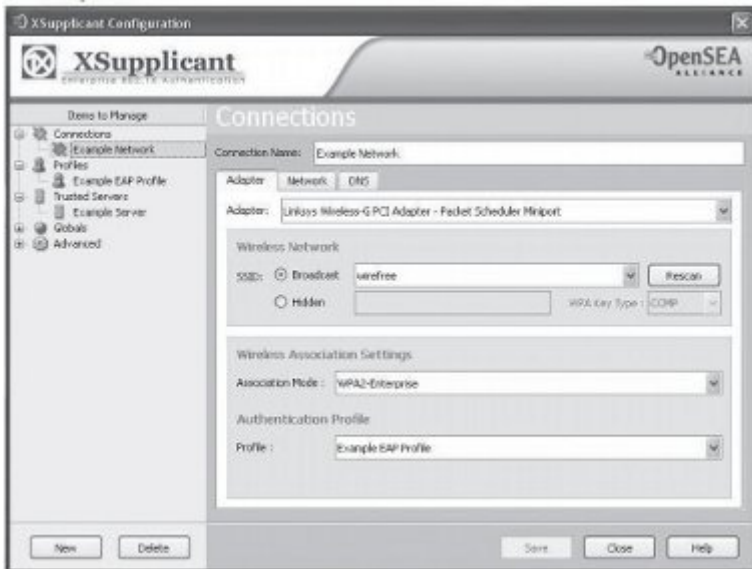 XSupplicant Configuration
XSupplicant
Enterprise 802.1X Authentication
OpenSEA
ALLIANCE
Items to Manage
Connections
Example Network
Profiles
Example EAP Profile
Trusted Servers
Example Server
Globals
Advanced
Connections
Connection Name: Example Network
Adapter Network DNS
Adapter: Linksys Wireless-G PCI Adapter - Packet Scheduler Miniport
Wireless Network
SSID: Broadcast wirefree Rescan
Hidden WPA Key Type : CCMP
Wireless Association Settings
Association Mode : WPA2-Enterprise
Authentication Profile
Profile : Example EAP Profile
New Delete Save Close Help